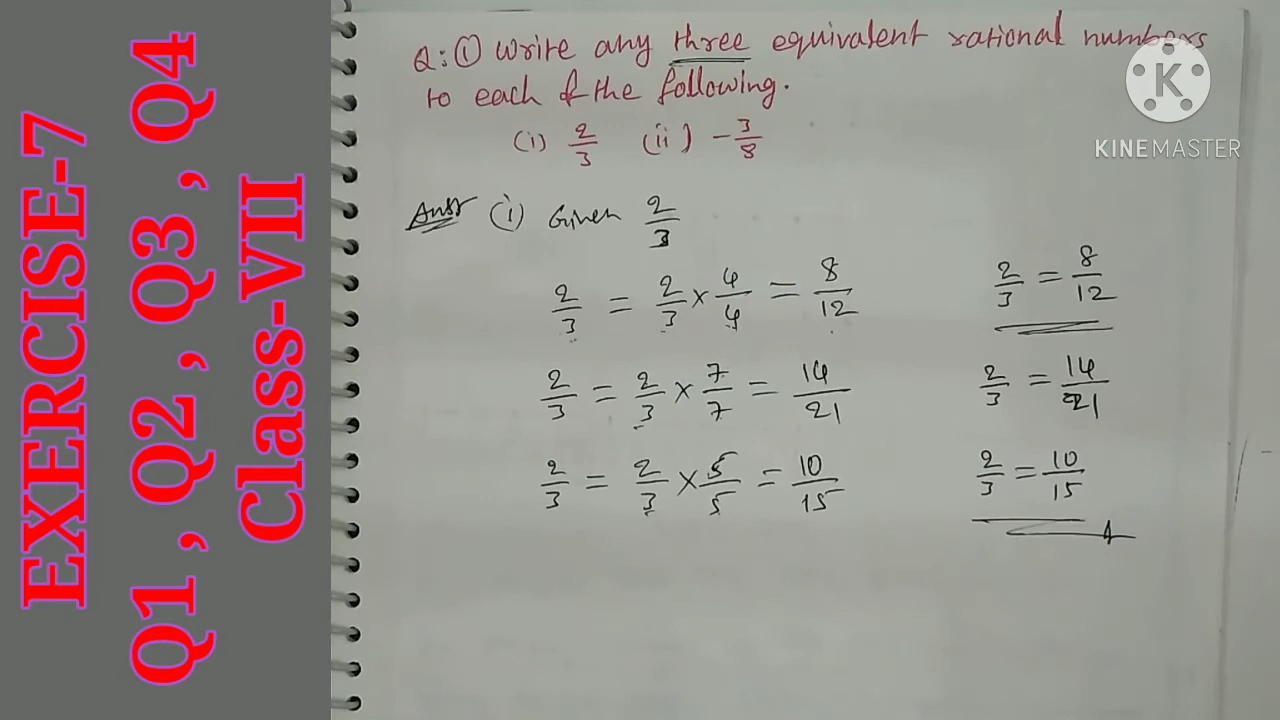 EXERCISE-7
Q1 , Q2 , Q3 , Q4
Class-VII
Q:① Write any three equivalent rational numbers
to each of the following.
(i) 2/3 (ii) -3/8
KINEMASTER
Ansr (i) Given 2/3
2/3 = 2/3 × 4/4 = 8/12
2/3 = 8/12
2/3 = 2/3 × 7/7 = 14/21
2/3 = 14/21
2/3 = 2/3 × 5/5 = 10/15
2/3 = 10/15